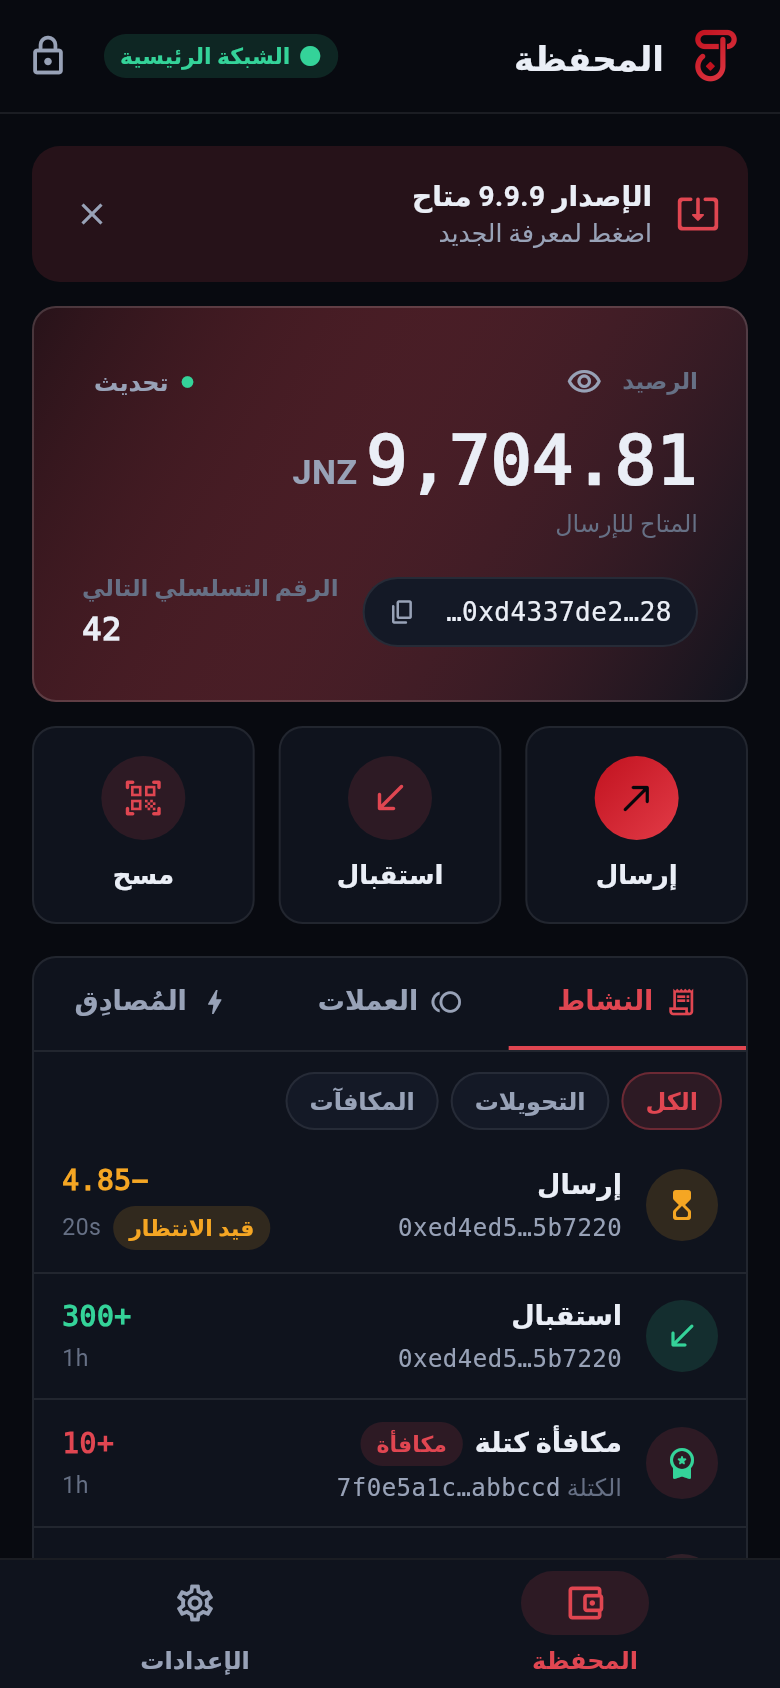 المحفظة
الشبكة الرئيسية
الإصدار 9.9.9 متاح
اضغط لمعرفة الجديد
الرصيد
تحديث
9,704.81 JNZ
المتاح للإرسال
0xd4337de2…28…
الرقم التسلسلي التالي
42
إرسال
استقبال
مسح
النشاط
العملات
المُصادِق
الكل
التحويلات
المكافآت
إرسال
−4.85
0xed4ed5…5b7220
قيد الانتظار
20s
استقبال
+300
0xed4ed5…5b7220
1h
مكافأة كتلة
مكافأة
+10
الكتلة 7f0e5a1c…abbccd
1h
المحفظة
الإعدادات